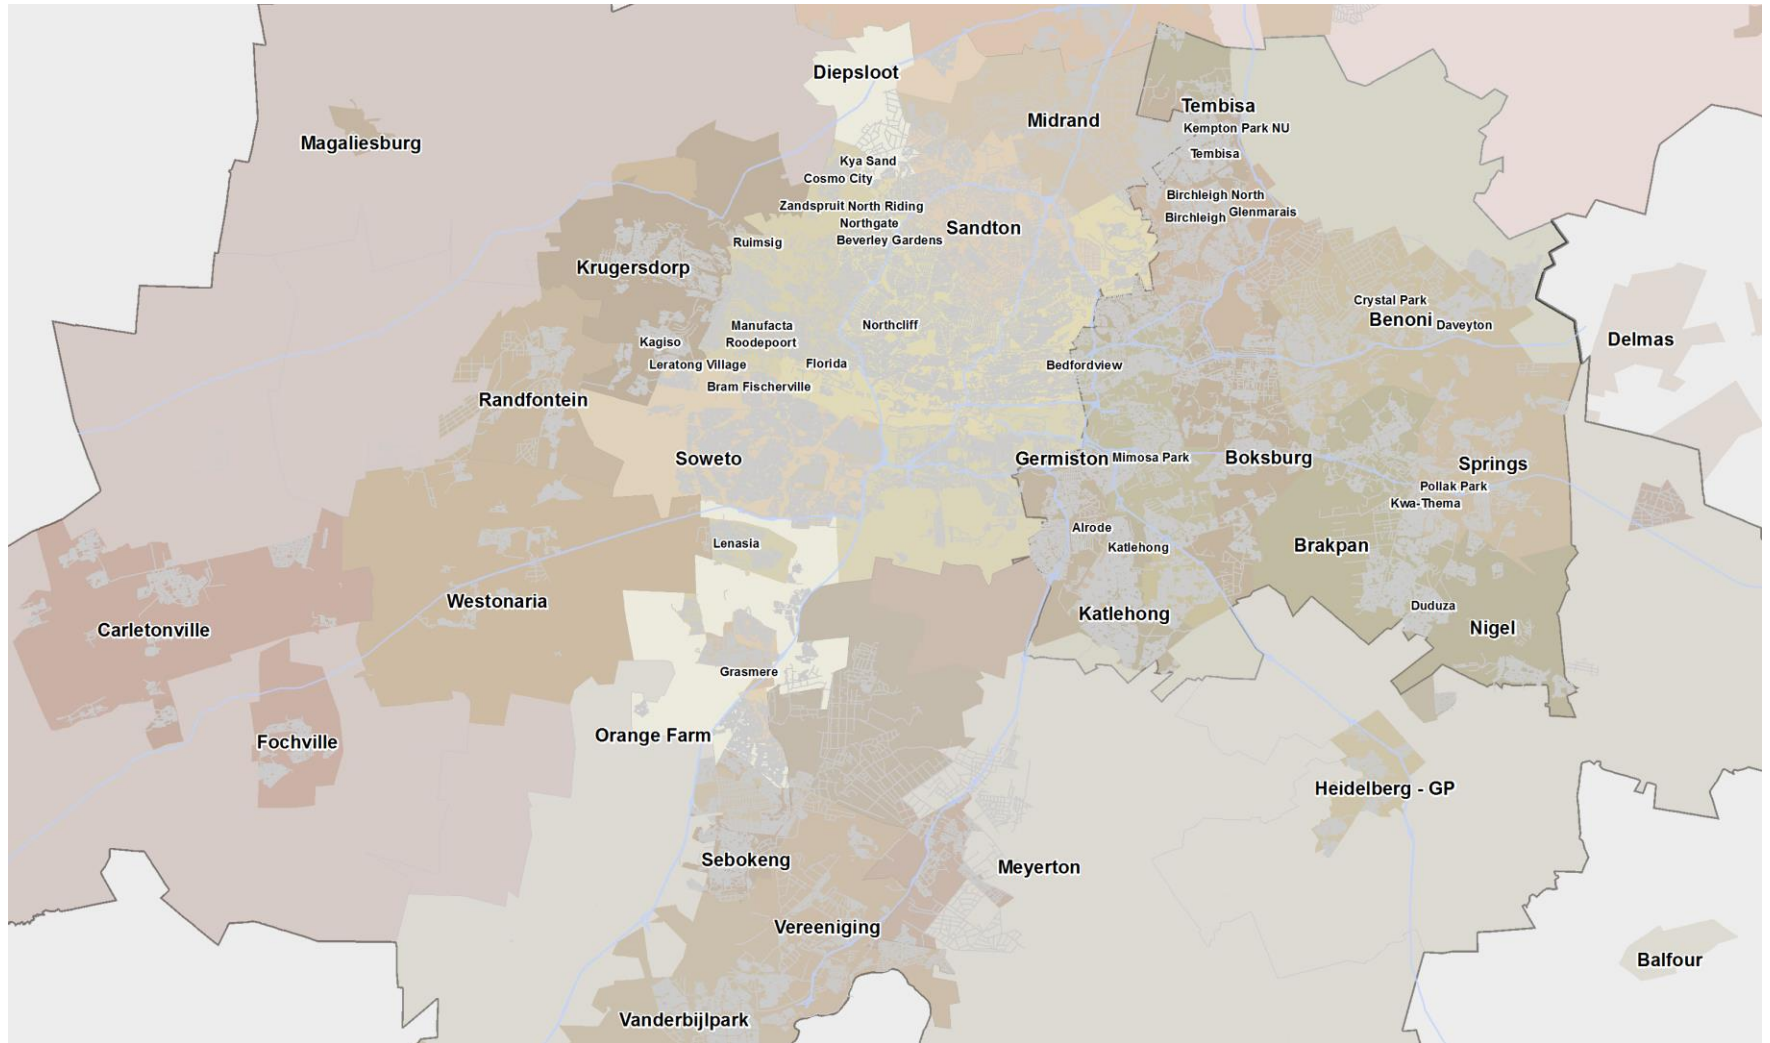 Diepsloot
Tembisa
Midrand
Kempton Park NU
Magaliesburg
Tembisa
Kya Sand
Cosmo City
Birchleigh North
Zandspruit North Riding
Glenmarais
Birchleigh
Northgate
Sandton
Beverley Gardens
Ruimsig
Krugersdorp
Crystal Park
Benoni
Daveyton
Manufacta
Northcliff
Roodepoort
Kagiso
Delmas
Leratong Village
Florida
Bedfordview
Bram Fischerville
Randfontein
Soweto
Germiston
Mimosa Park
Boksburg
Springs
Pollak Park
Kwa-Thema
Alrode
Lenasia
Katlehong
Brakpan
Westonaria
Duduza
Katlehong
Carletonville
Nigel
Grasmere
Orange Farm
Fochville
Heidelberg - GP
Sebokeng
Meyerton
Vereeniging
Balfour
Vanderbijlpark